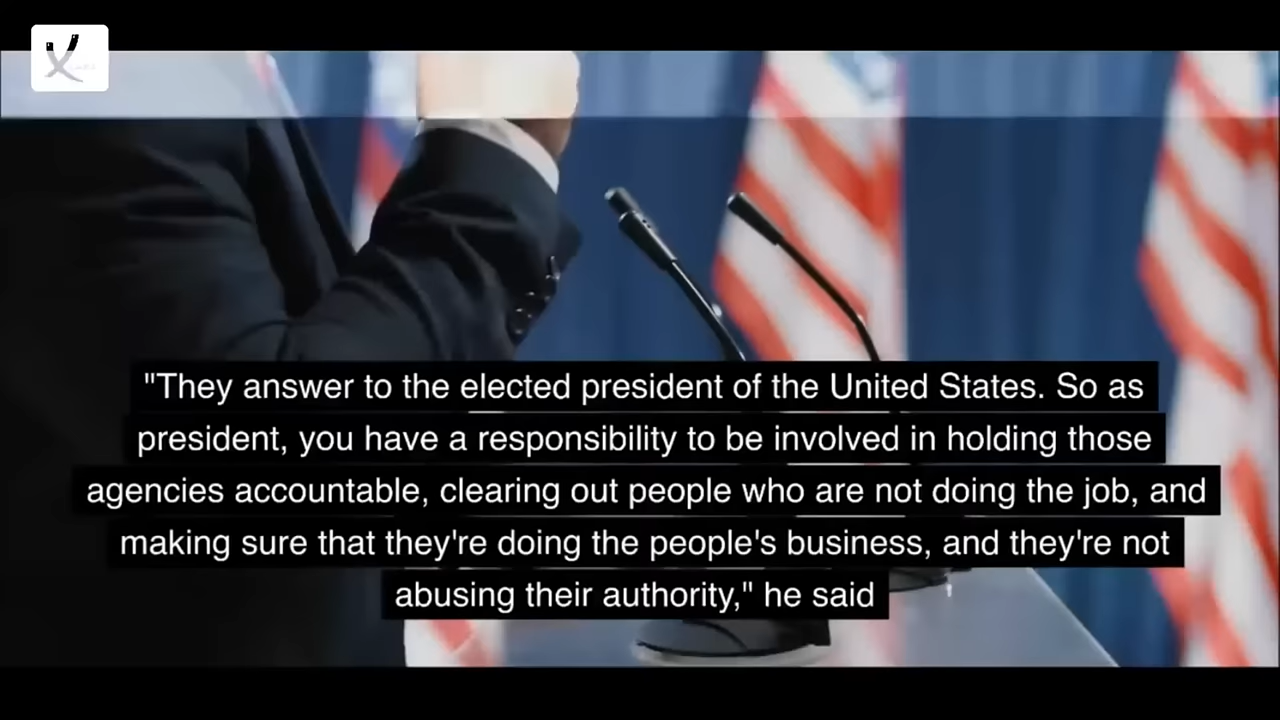 "They answer to the elected president of the United States. So as
president, you have a responsibility to be involved in holding those
agencies accountable, clearing out people who are not doing the job, and
making sure that they're doing the people's business, and they're not
abusing their authority," he said